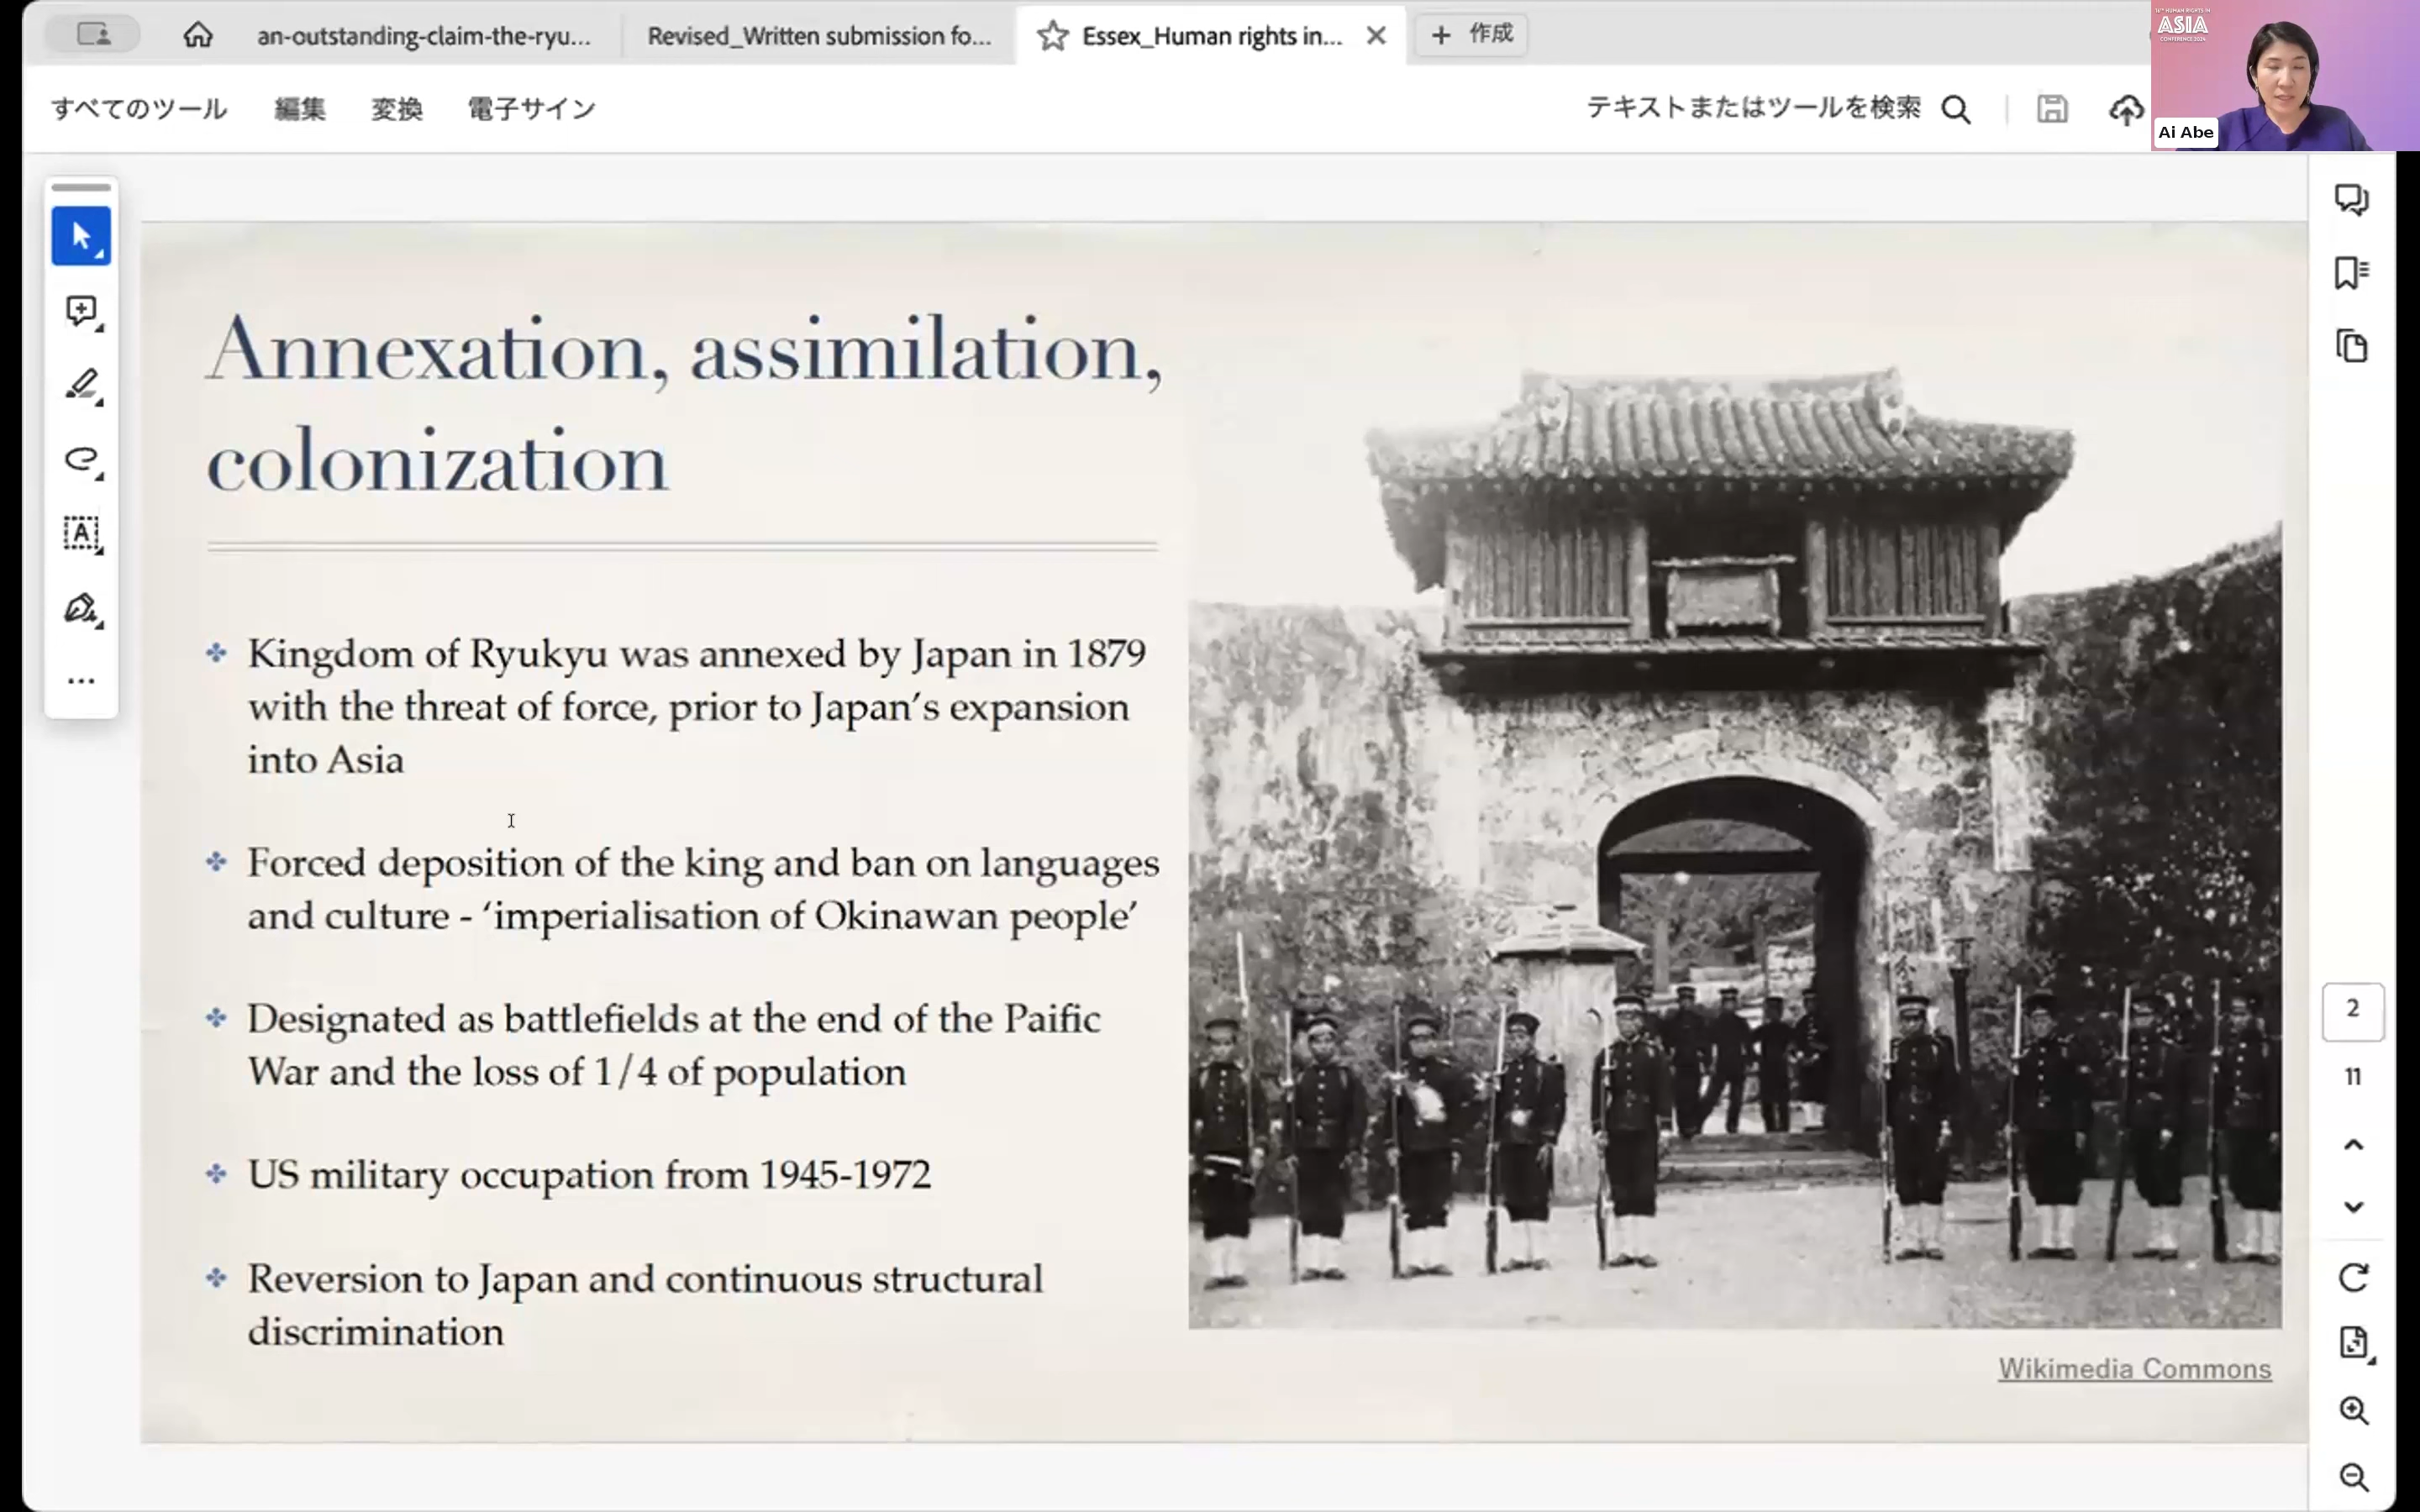 an-outstanding-claim-the-ryu...
Revised_Written submission fo...
Essex_Human rights in...
作成
すべてのツール
編集
変換
電子サイン
テキストまたはツールを検索
ASIA
Ai Abe
Annexation, assimilation,
colonization
Kingdom of Ryukyu was annexed by Japan in 1879
with the threat of force, prior to Japan's expansion
into Asia
Forced deposition of the king and ban on languages
and culture - 'imperialisation of Okinawan people'
Designated as battlefields at the end of the Paific
War and the loss of 1/4 of population
US military occupation from 1945-1972
Reversion to Japan and continuous structural
discrimination
Wikimedia Commons
2
11